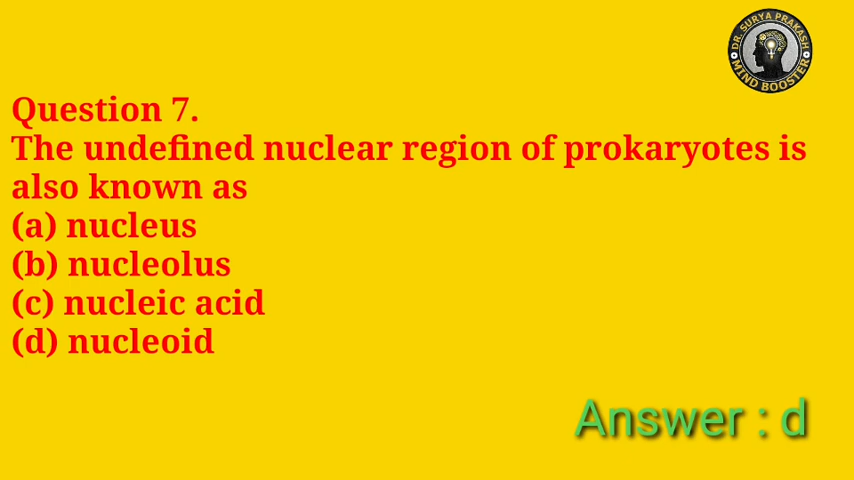 DR. SURYA PRAKASH
MIND BOOSTER
Question 7.
The undefined nuclear region of prokaryotes is
also known as
(a) nucleus
(b) nucleolus
(c) nucleic acid
(d) nucleoid
Answer : d